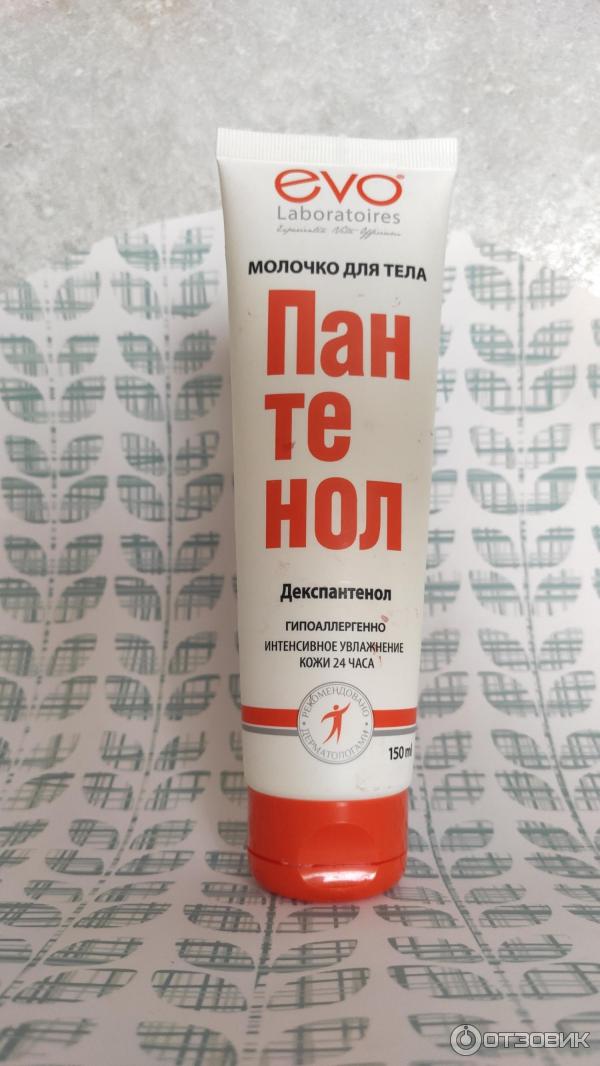 evo
Laboratoires
МОЛОЧКО ДЛЯ ТЕЛА
Пан
те
нол
Декспантенол
ГИПОАЛЛЕРГЕННО
ИНТЕНСИВНОЕ УВЛАЖНЕНИЕ
КОЖИ 24 ЧАСА
• РЕКОМЕНДОВАНО •
ДЕРМАТОЛОГАМИ
150 ml
ОТЗОВИК